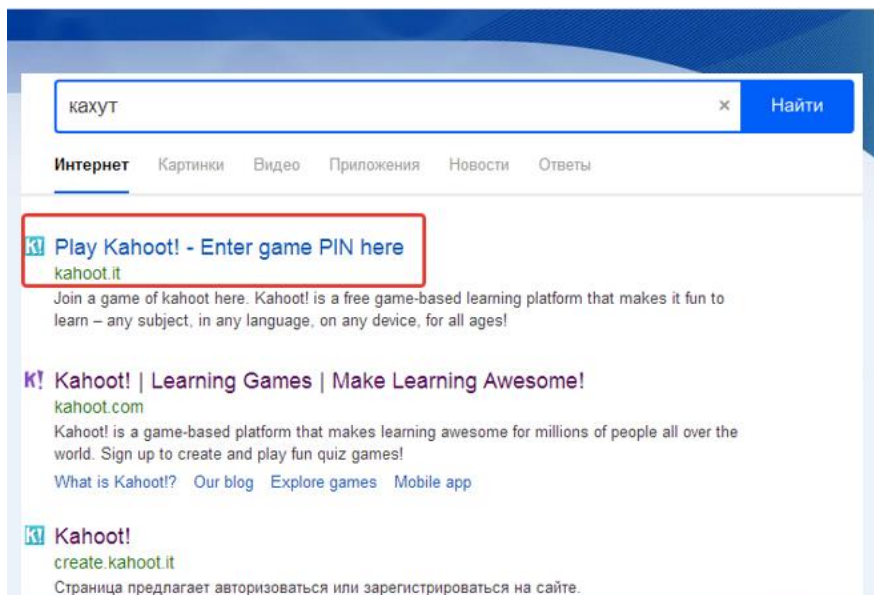 кахут × Найти
Интернет Картинки Видео Приложения Новости Ответы
K! Play Kahoot! - Enter game PIN here
kahoot.it
Join a game of kahoot here. Kahoot! is a free game-based learning platform that makes it fun to
learn – any subject, in any language, on any device, for all ages!
K! Kahoot! | Learning Games | Make Learning Awesome!
kahoot.com
Kahoot! is a game-based platform that makes learning awesome for millions of people all over the
world. Sign up to create and play fun quiz games!
What is Kahoot!? Our blog Explore games Mobile app
K! Kahoot!
create.kahoot.it
Страница предлагает авторизоваться или зарегистрироваться на сайте.